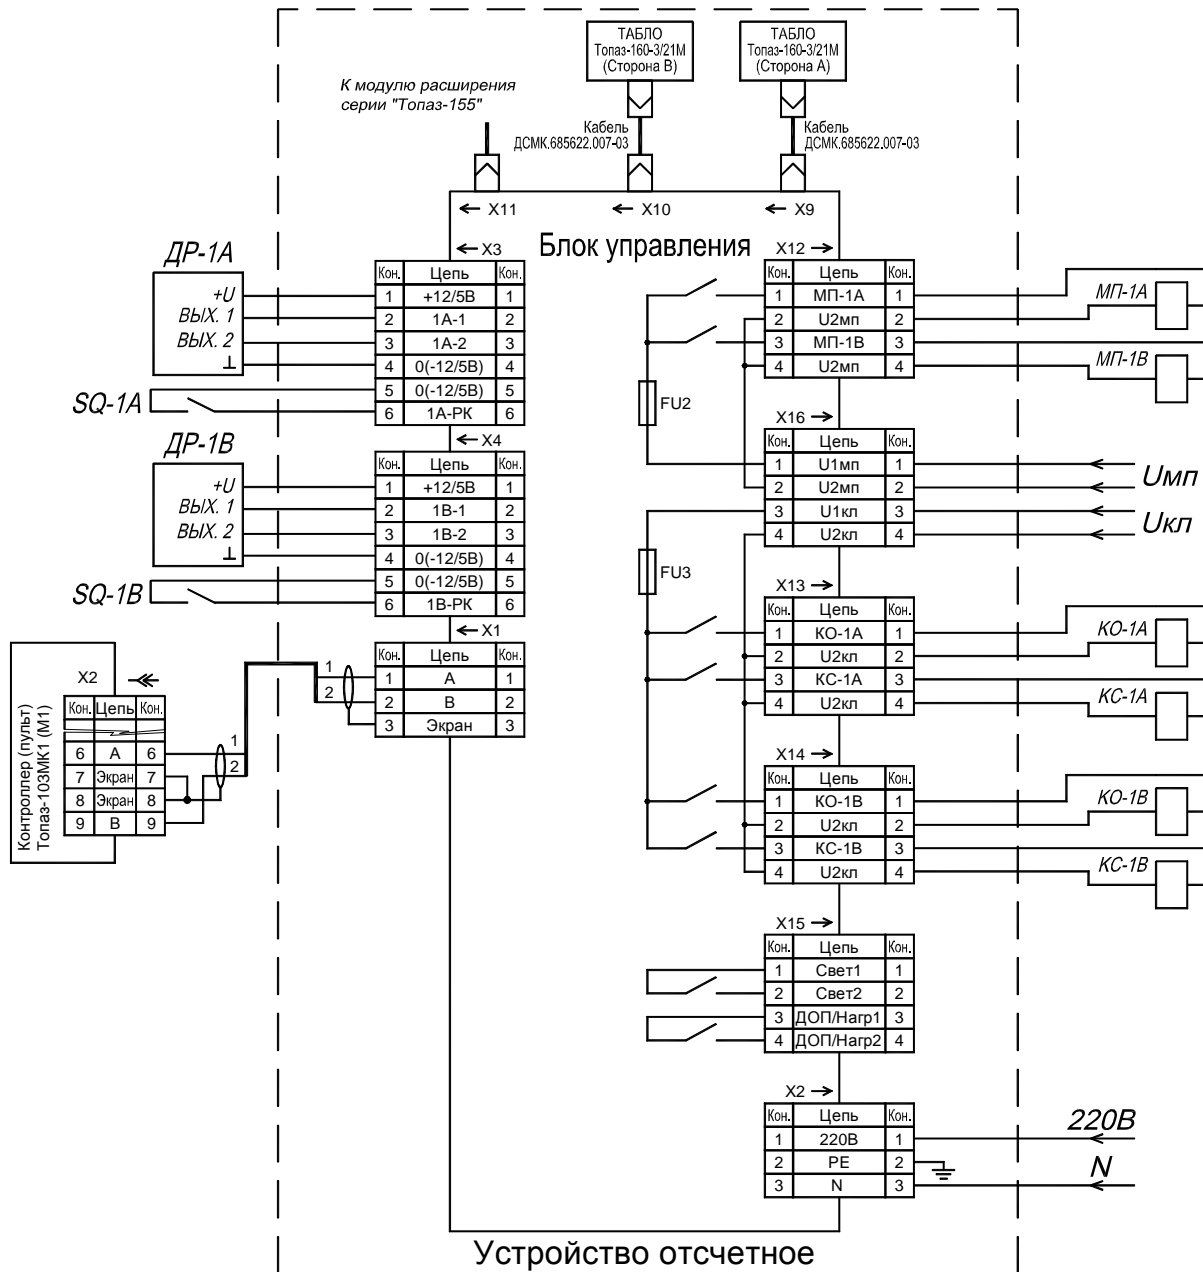 ТАБЛО
Топаз-160-3/21М
(Сторона В)
ТАБЛО
Топаз-160-3/21М
(Сторона А)
К модулю расширения
серии "Топаз-155"
Кабель
ДСМК.685622.007-03
Кабель
ДСМК.685622.007-03
X11
X10
X9
Блок управления
X3
ДР-1А
+U
ВЫХ. 1
ВЫХ. 2
⊥
SQ-1A
Кон. Цепь Кон.
1 +12/5В 1
2 1А-1 2
3 1А-2 3
4 0(-12/5В) 4
5 0(-12/5В) 5
6 1А-РК 6
X4
ДР-1В
+U
ВЫХ. 1
ВЫХ. 2
⊥
SQ-1B
Кон. Цепь Кон.
1 +12/5В 1
2 1В-1 2
3 1В-2 3
4 0(-12/5В) 4
5 0(-12/5В) 5
6 1В-РК 6
X1
Кон. Цепь Кон.
1 А 1
2 В 2
3 Экран 3
1
2
Контроллер (пульт)
Топаз-103МК1 (М1)
X2
Кон. Цепь Кон.
6 А 6
7 Экран 7
8 Экран 8
9 В 9
1
2
X12
Кон. Цепь Кон.
1 МП-1А 1
2 U2мп 2
3 МП-1В 3
4 U2мп 4
МП-1А
МП-1В
FU2
X16
Кон. Цепь Кон.
1 U1мп 1
2 U2мп 2
3 U1кл 3
4 U2кл 4
Uмп
Uкл
FU3
X13
Кон. Цепь Кон.
1 КО-1А 1
2 U2кл 2
3 КС-1А 3
4 U2кл 4
КО-1А
КС-1А
X14
Кон. Цепь Кон.
1 КО-1В 1
2 U2кл 2
3 КС-1В 3
4 U2кл 4
КО-1В
КС-1В
X15
Кон. Цепь Кон.
1 Свет1 1
2 Свет2 2
3 ДОП/Нагр1 3
4 ДОП/Нагр2 4
X2
Кон. Цепь Кон.
1 220В 1
2 РЕ 2
3 N 3
220В
N
Устройство отсчетное